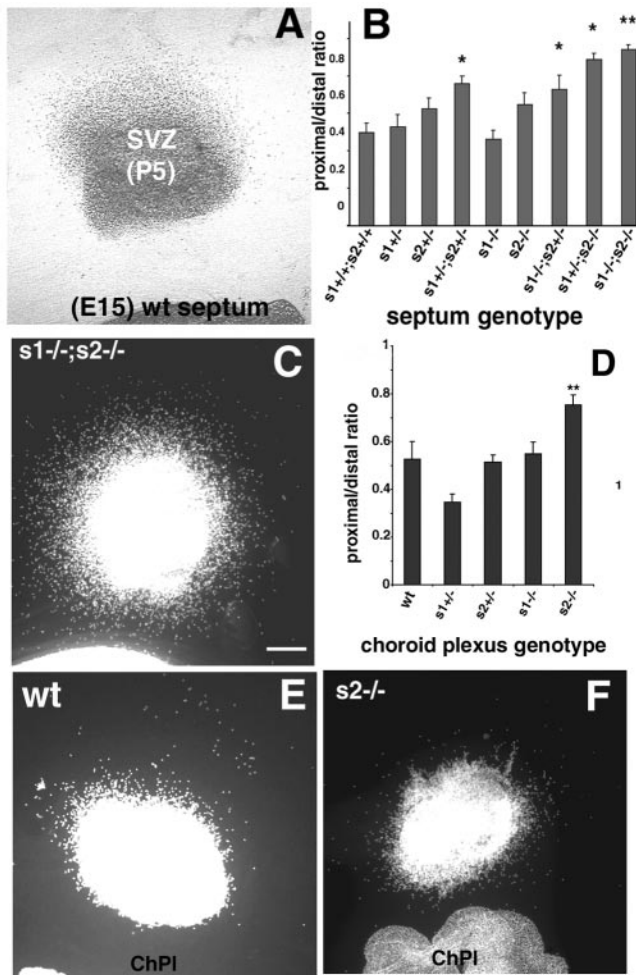 A
SVZ
(P5)
(E15) wt septum
B
proximal/distal ratio
*
*
*
**
0.8
0.6
0.4
0
s1+/+;s2+/+
s1+/-
s2+/-
s1+/-;s2+/-
s1-/-
s2-/-
s1-/-;s2+/-
s1+/-;s2-/-
s1-/-;s2-/-
septum genotype
s1-/-;s2-/-
C
D
proximal/distal ratio
**
1
0.8
0.6
0.4
0.2
0
1
wt
s1+/-
s2+/-
s1-/-
s2-/-
choroid plexus genotype
wt
E
ChPl
s2-/-
F
ChPl